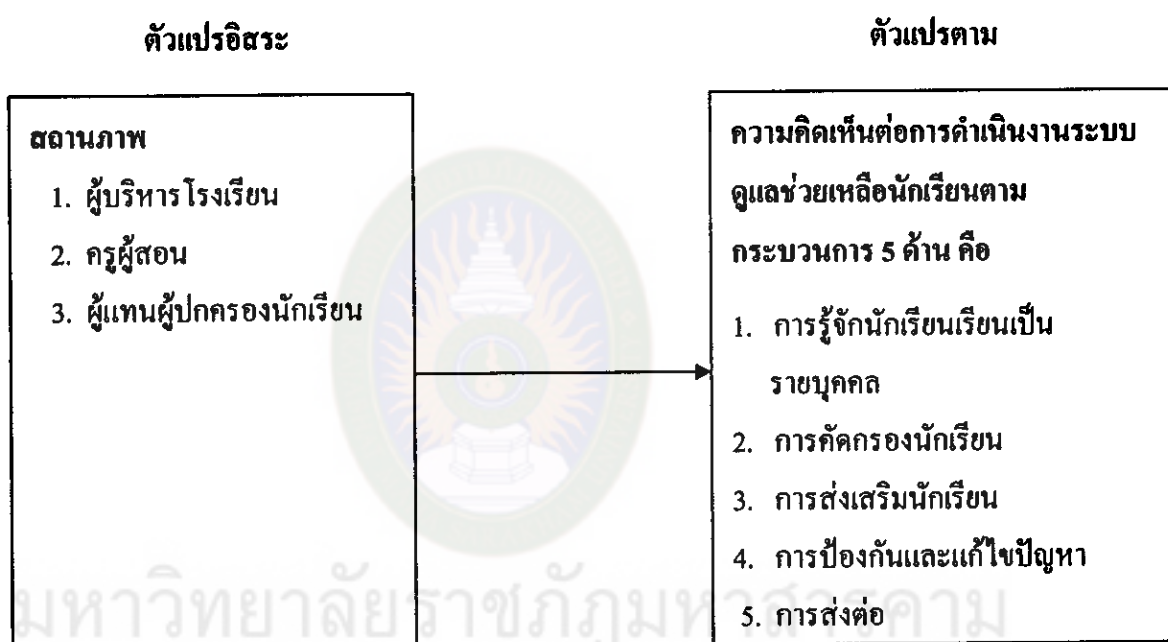 ตัวแปรอิสระ
ตัวแปรตาม
สถานภาพ
1. ผู้บริหารโรงเรียน
2. ครูผู้สอน
3. ผู้แทนผู้ปกครองนักเรียน
ความคิดเห็นต่อการดำเนินงานระบบ
ดูแลช่วยเหลือนักเรียนตาม
กระบวนการ 5 ด้าน คือ
1. การรู้จักนักเรียนเรียนเป็น
รายบุคคล
2. การคัดกรองนักเรียน
3. การส่งเสริมนักเรียน
4. การป้องกันและแก้ไขปัญหา
5. การส่งต่อ
มหาวิทยาลัยราชภัฏมหาสารคาม